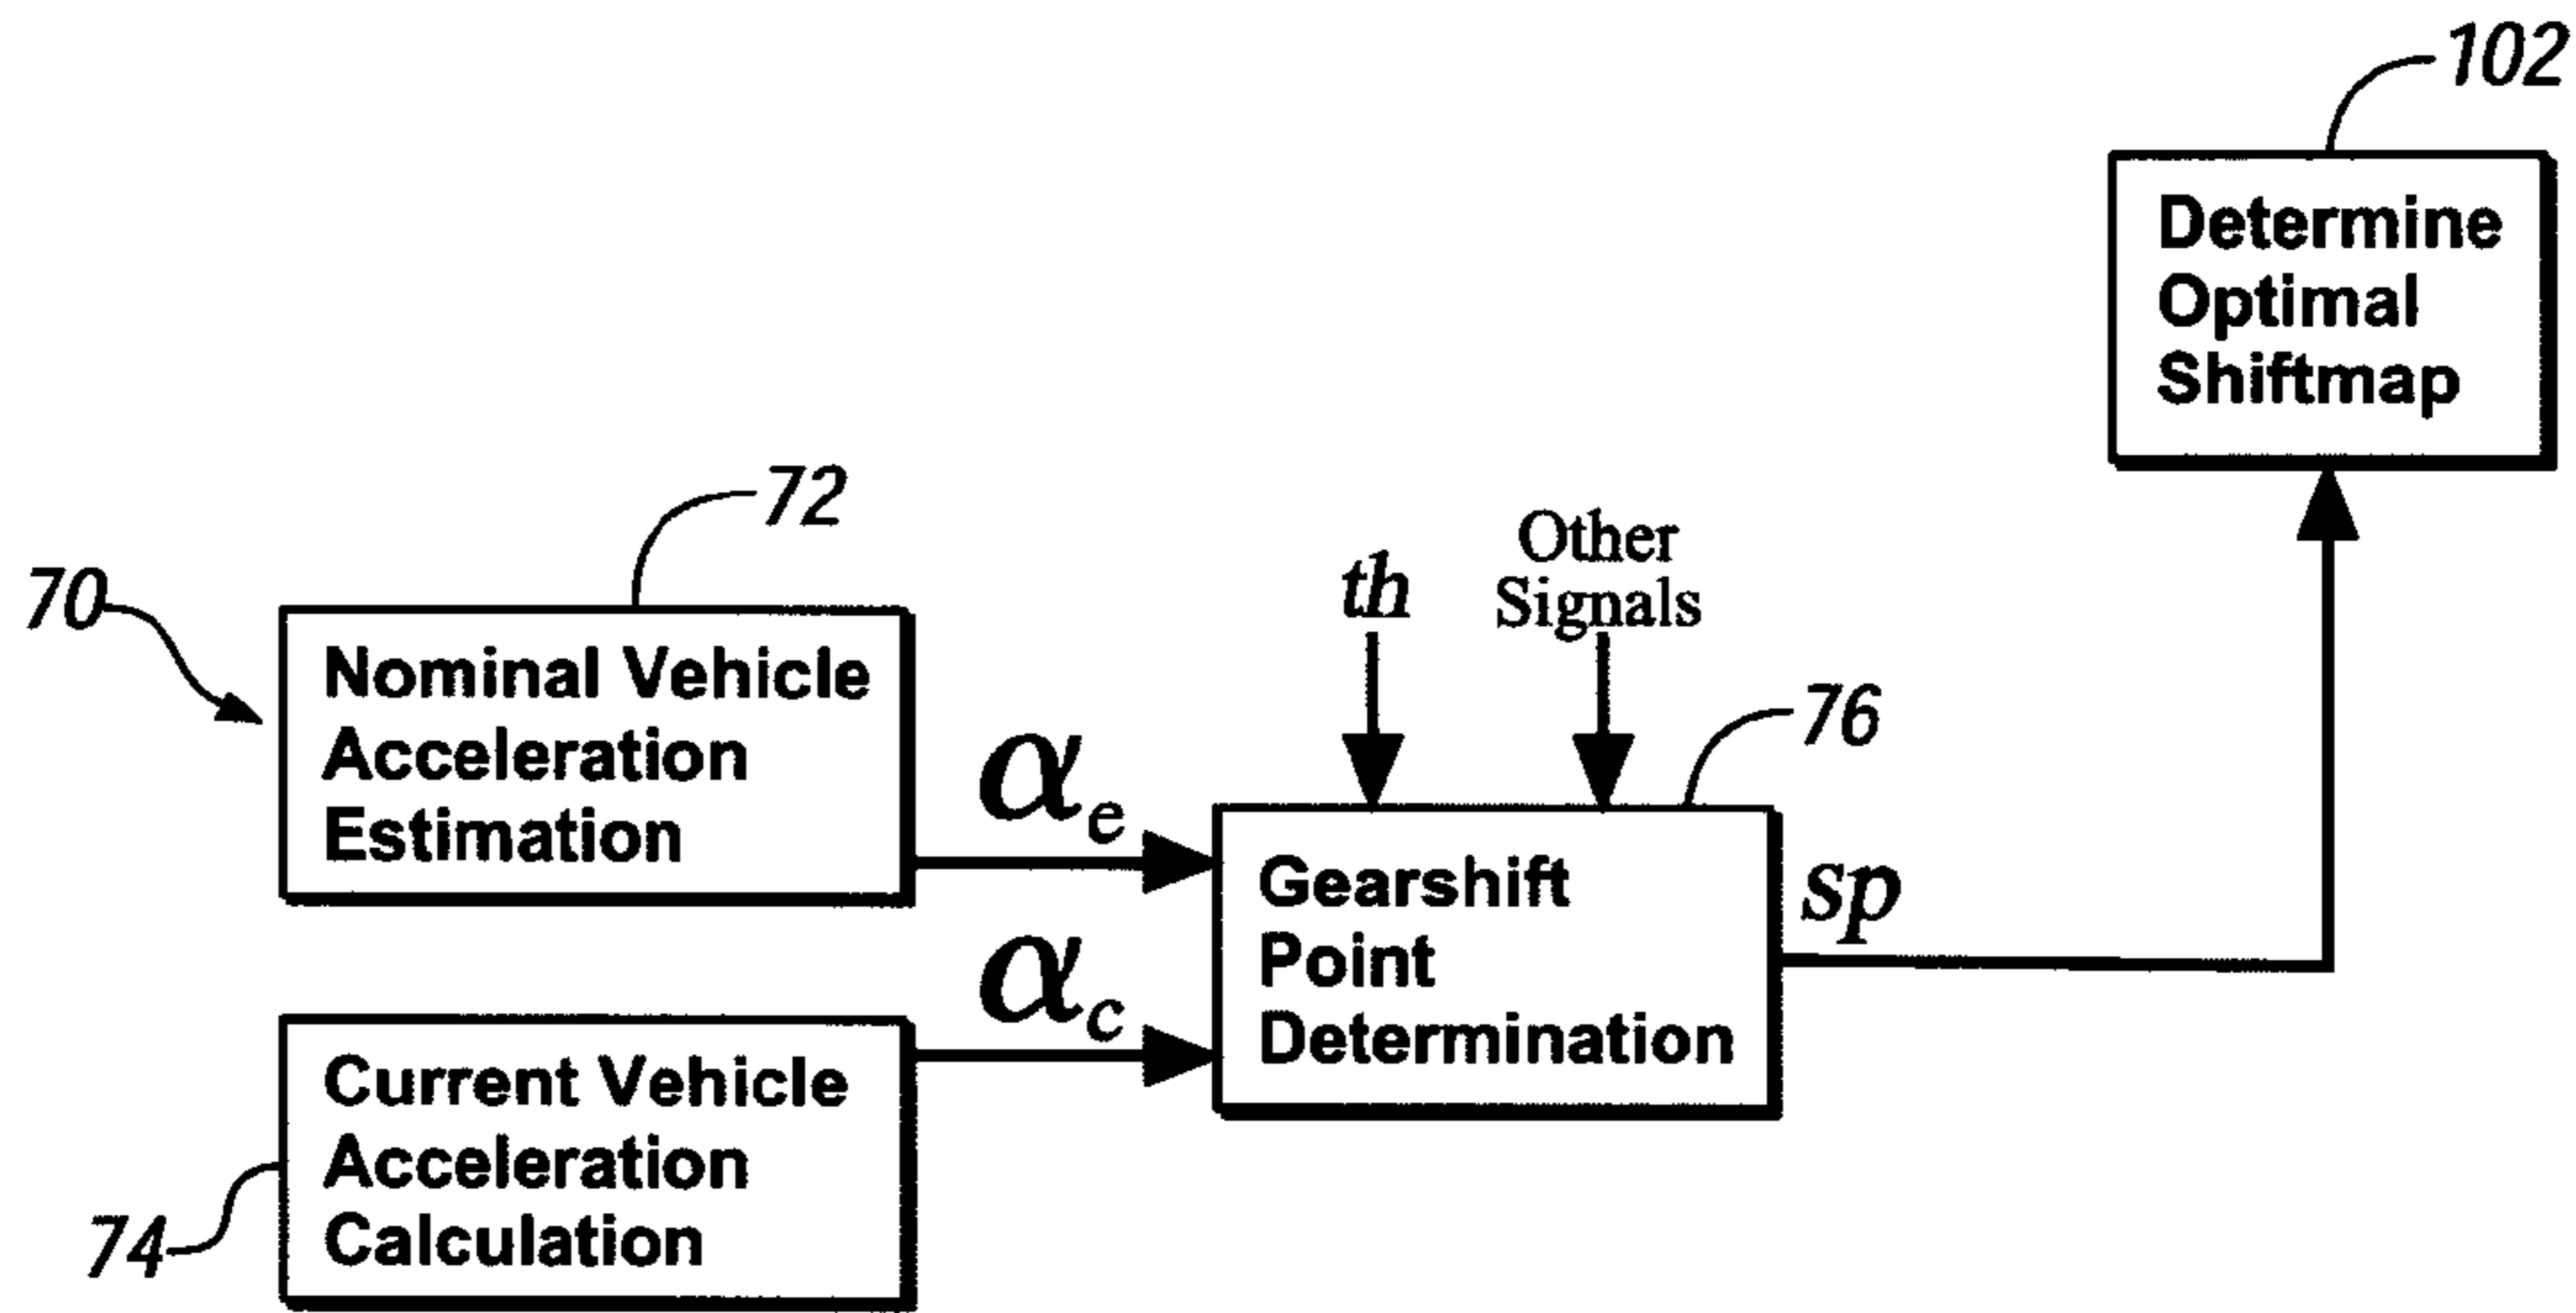 102
Determine
Optimal
Shiftmap
72
70
Nominal Vehicle
Acceleration
Estimation
αe
th
Other
Signals
76
Gearshift
Point
Determination
sp
αc
Current Vehicle
Acceleration
Calculation
74